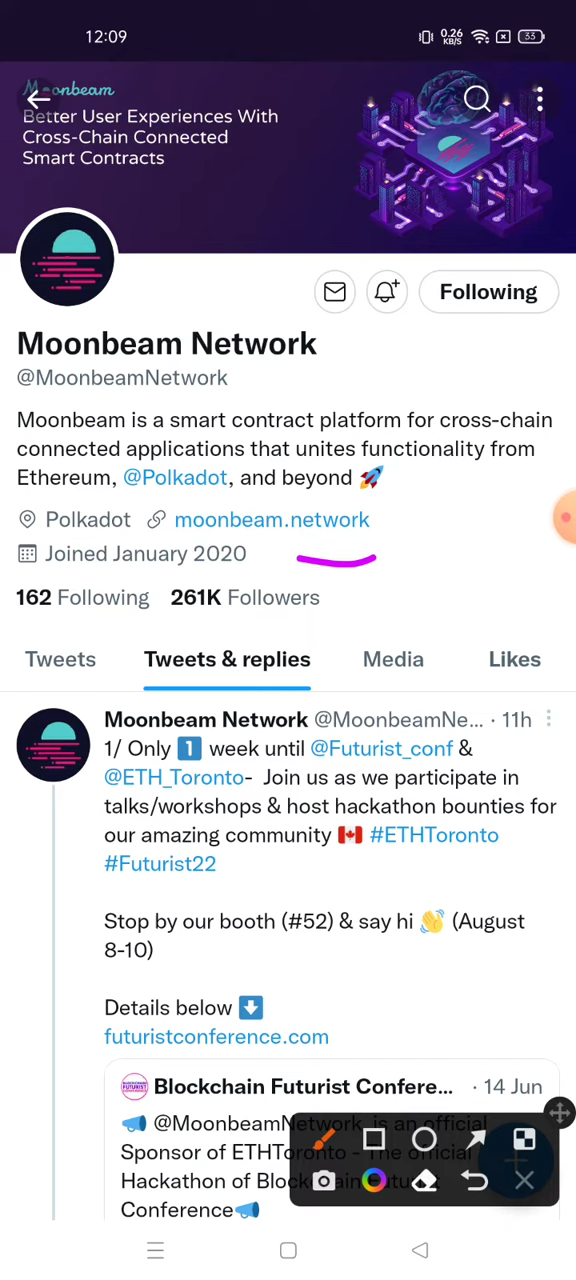 12:09
0.26
KB/S
33
Moonbeam
Better User Experiences With
Cross-Chain Connected
Smart Contracts
Following
Moonbeam Network
@MoonbeamNetwork
Moonbeam is a smart contract platform for cross-chain
connected applications that unites functionality from
Ethereum, @Polkadot, and beyond 🚀
Polkadot moonbeam.network
Joined January 2020
162 Following 261K Followers
Tweets Tweets & replies Media Likes
Moonbeam Network @MoonbeamNe... · 11h
1/ Only 1️⃣ week until @Futurist_conf &
@ETH_Toronto- Join us as we participate in
talks/workshops & host hackathon bounties for
our amazing community 🇨🇦 #ETHToronto
#Futurist22
Stop by our booth (#52) & say hi 👋 (August
8-10)
Details below ⬇️
futuristconference.com
Blockchain Futurist Confere... · 14 Jun
📣 @MoonbeamNetwork is an official
Sponsor of ETHToronto - The official
Hackathon of Blockchain Futurist
Conference📣